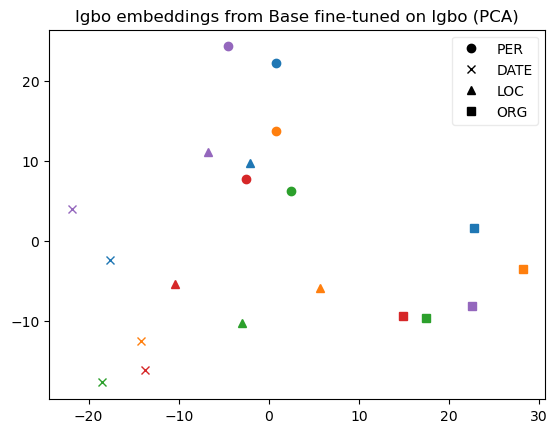 Igbo embeddings from Base fine-tuned on Igbo (PCA)
PER
DATE
LOC
ORG
20
10
0
−10
−20
−10
0
10
20
30